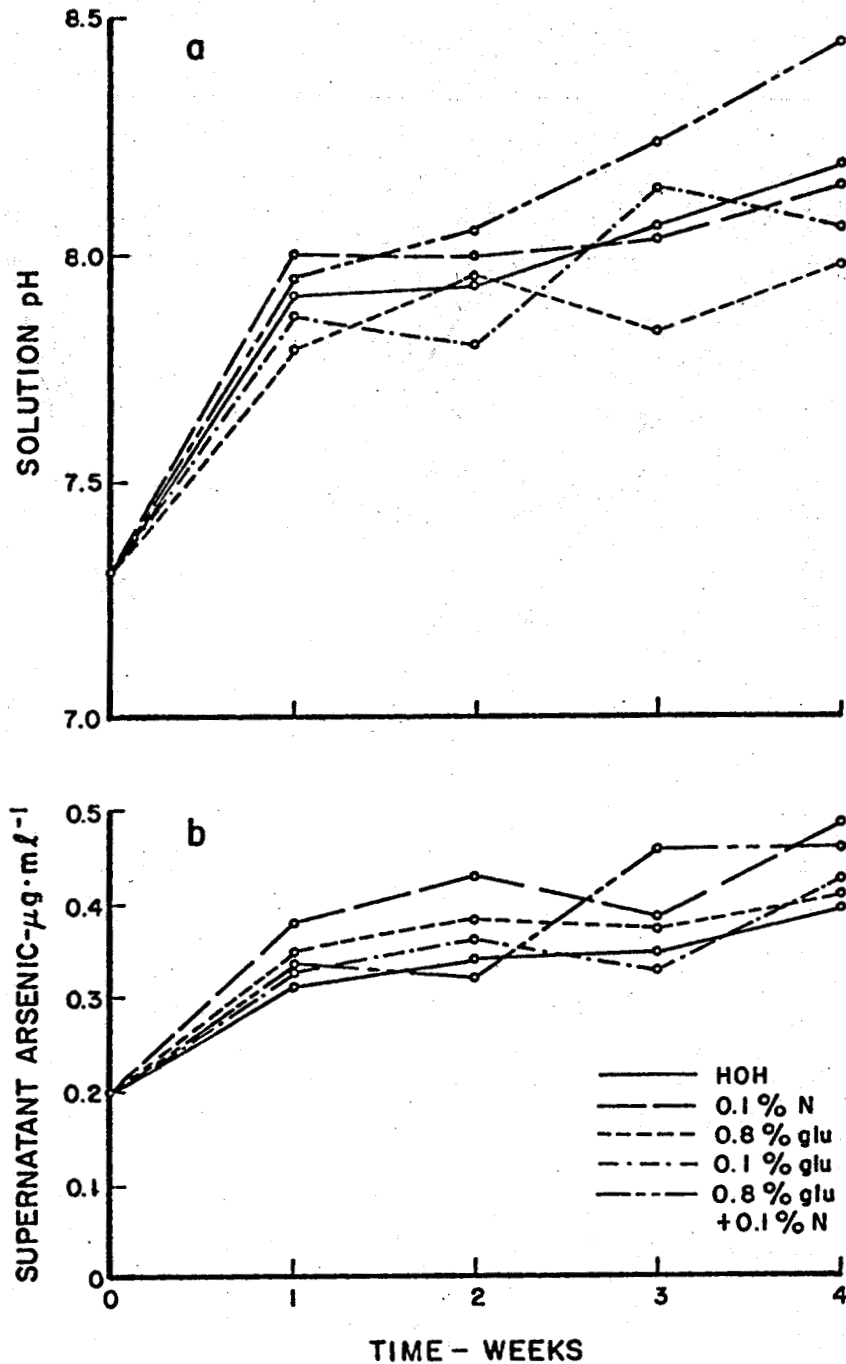 a
8.5
8.0
7.5
7.0
SOLUTION pH
b
0.5
0.4
0.3
0.2
0.1
0
SUPERNATANT ARSENIC-μg·mℓ⁻¹
HOH
0.1% N
0.8% glu
0.1% glu
0.8% glu
+0.1% N
0 1 2 3 4
TIME - WEEKS